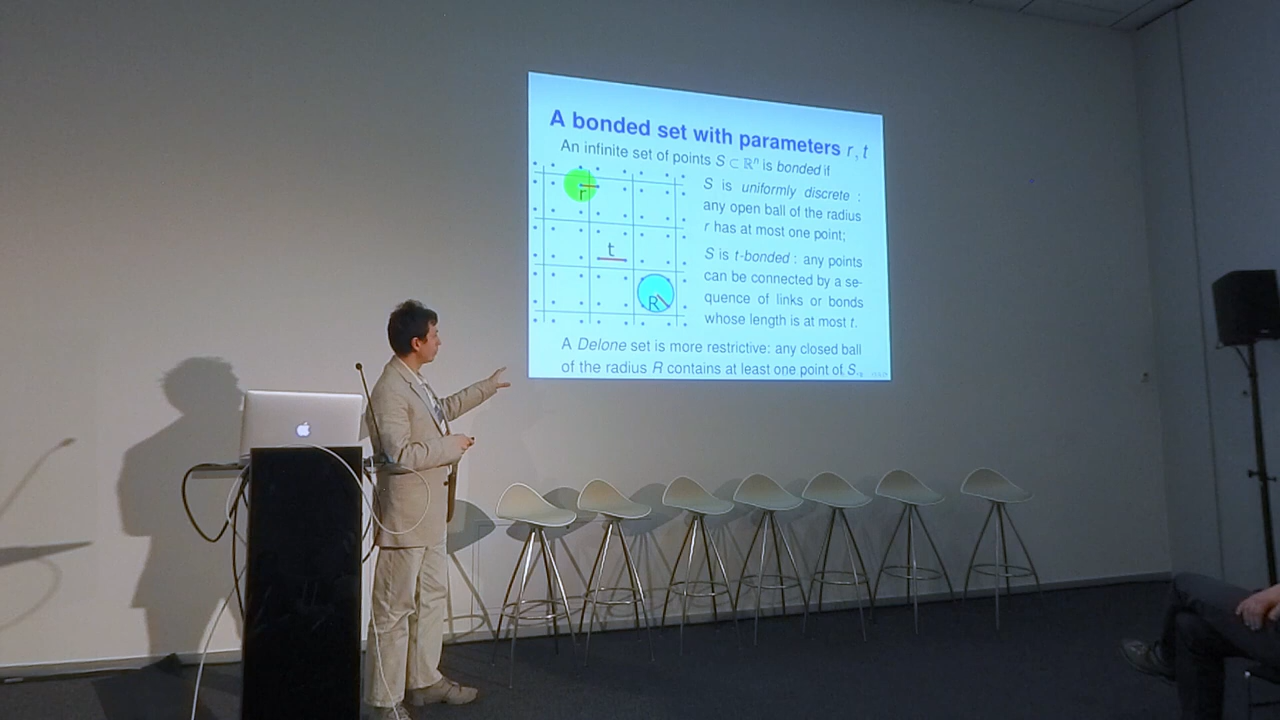 A bonded set with parameters r, t
An infinite set of points S ⊂ ℝⁿ is bonded if
r
t
R
S is uniformly discrete :
any open ball of the radius
r has at most one point;
S is t-bonded : any points
can be connected by a se-
quence of links or bonds
whose length is at most t.
A Delone set is more restrictive: any closed ball
of the radius R contains at least one point of S.